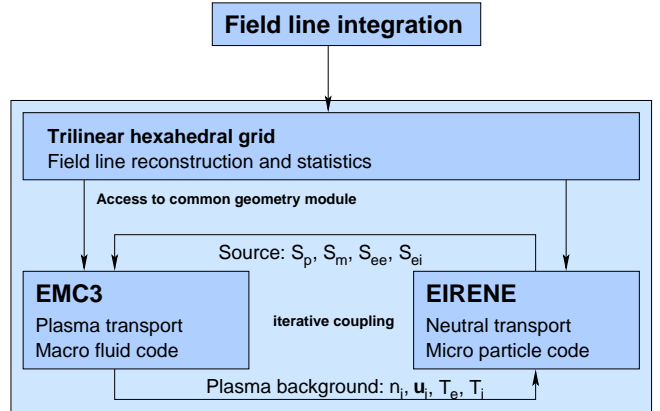 Field line integration
Trilinear hexahedral grid
Field line reconstruction and statistics
Access to common geometry module
Source: Sₚ, Sₘ, Sₑₑ, Sₑᵢ
EMC3
Plasma transport
Macro fluid code
iterative coupling
EIRENE
Neutral transport
Micro particle code
Plasma background: nᵢ, uᵢ, Tₑ, Tᵢ